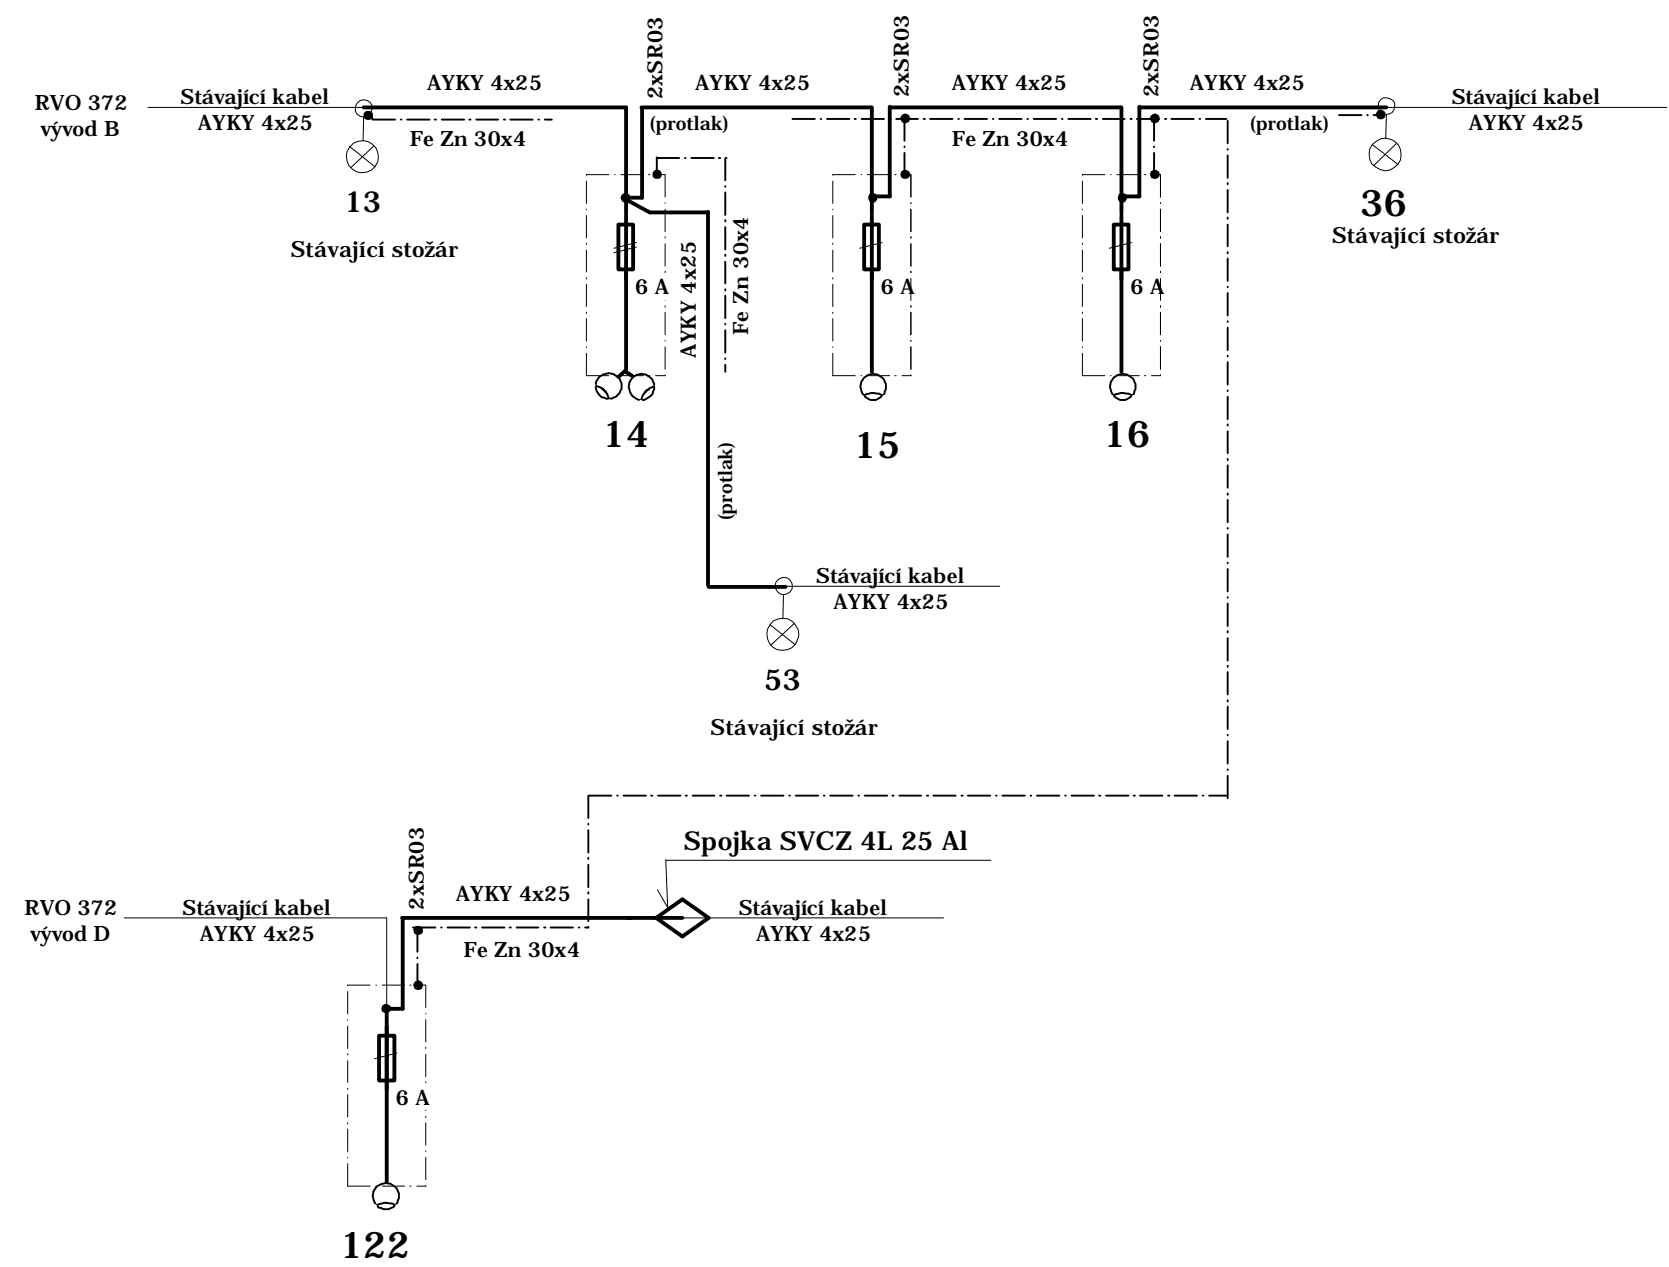 2xSR03
2xSR03
2xSR03
AYKY 4x25
AYKY 4x25
AYKY 4x25
AYKY 4x25
RVO 372
vývod B
Stávající kabel
AYKY 4x25
Fe Zn 30x4
(protlak)
Fe Zn 30x4
(protlak)
Stávající kabel
AYKY 4x25
13
Stávající stožár
36
Stávající stožár
6 A
AYKY 4x25
Fe Zn 30x4
6 A
6 A
14
15
16
(protlak)
Stávající kabel
AYKY 4x25
53
Stávající stožár
2xSR03
Spojka SVCZ 4L 25 Al
AYKY 4x25
RVO 372
vývod D
Stávající kabel
AYKY 4x25
Fe Zn 30x4
Stávající kabel
AYKY 4x25
6 A
122